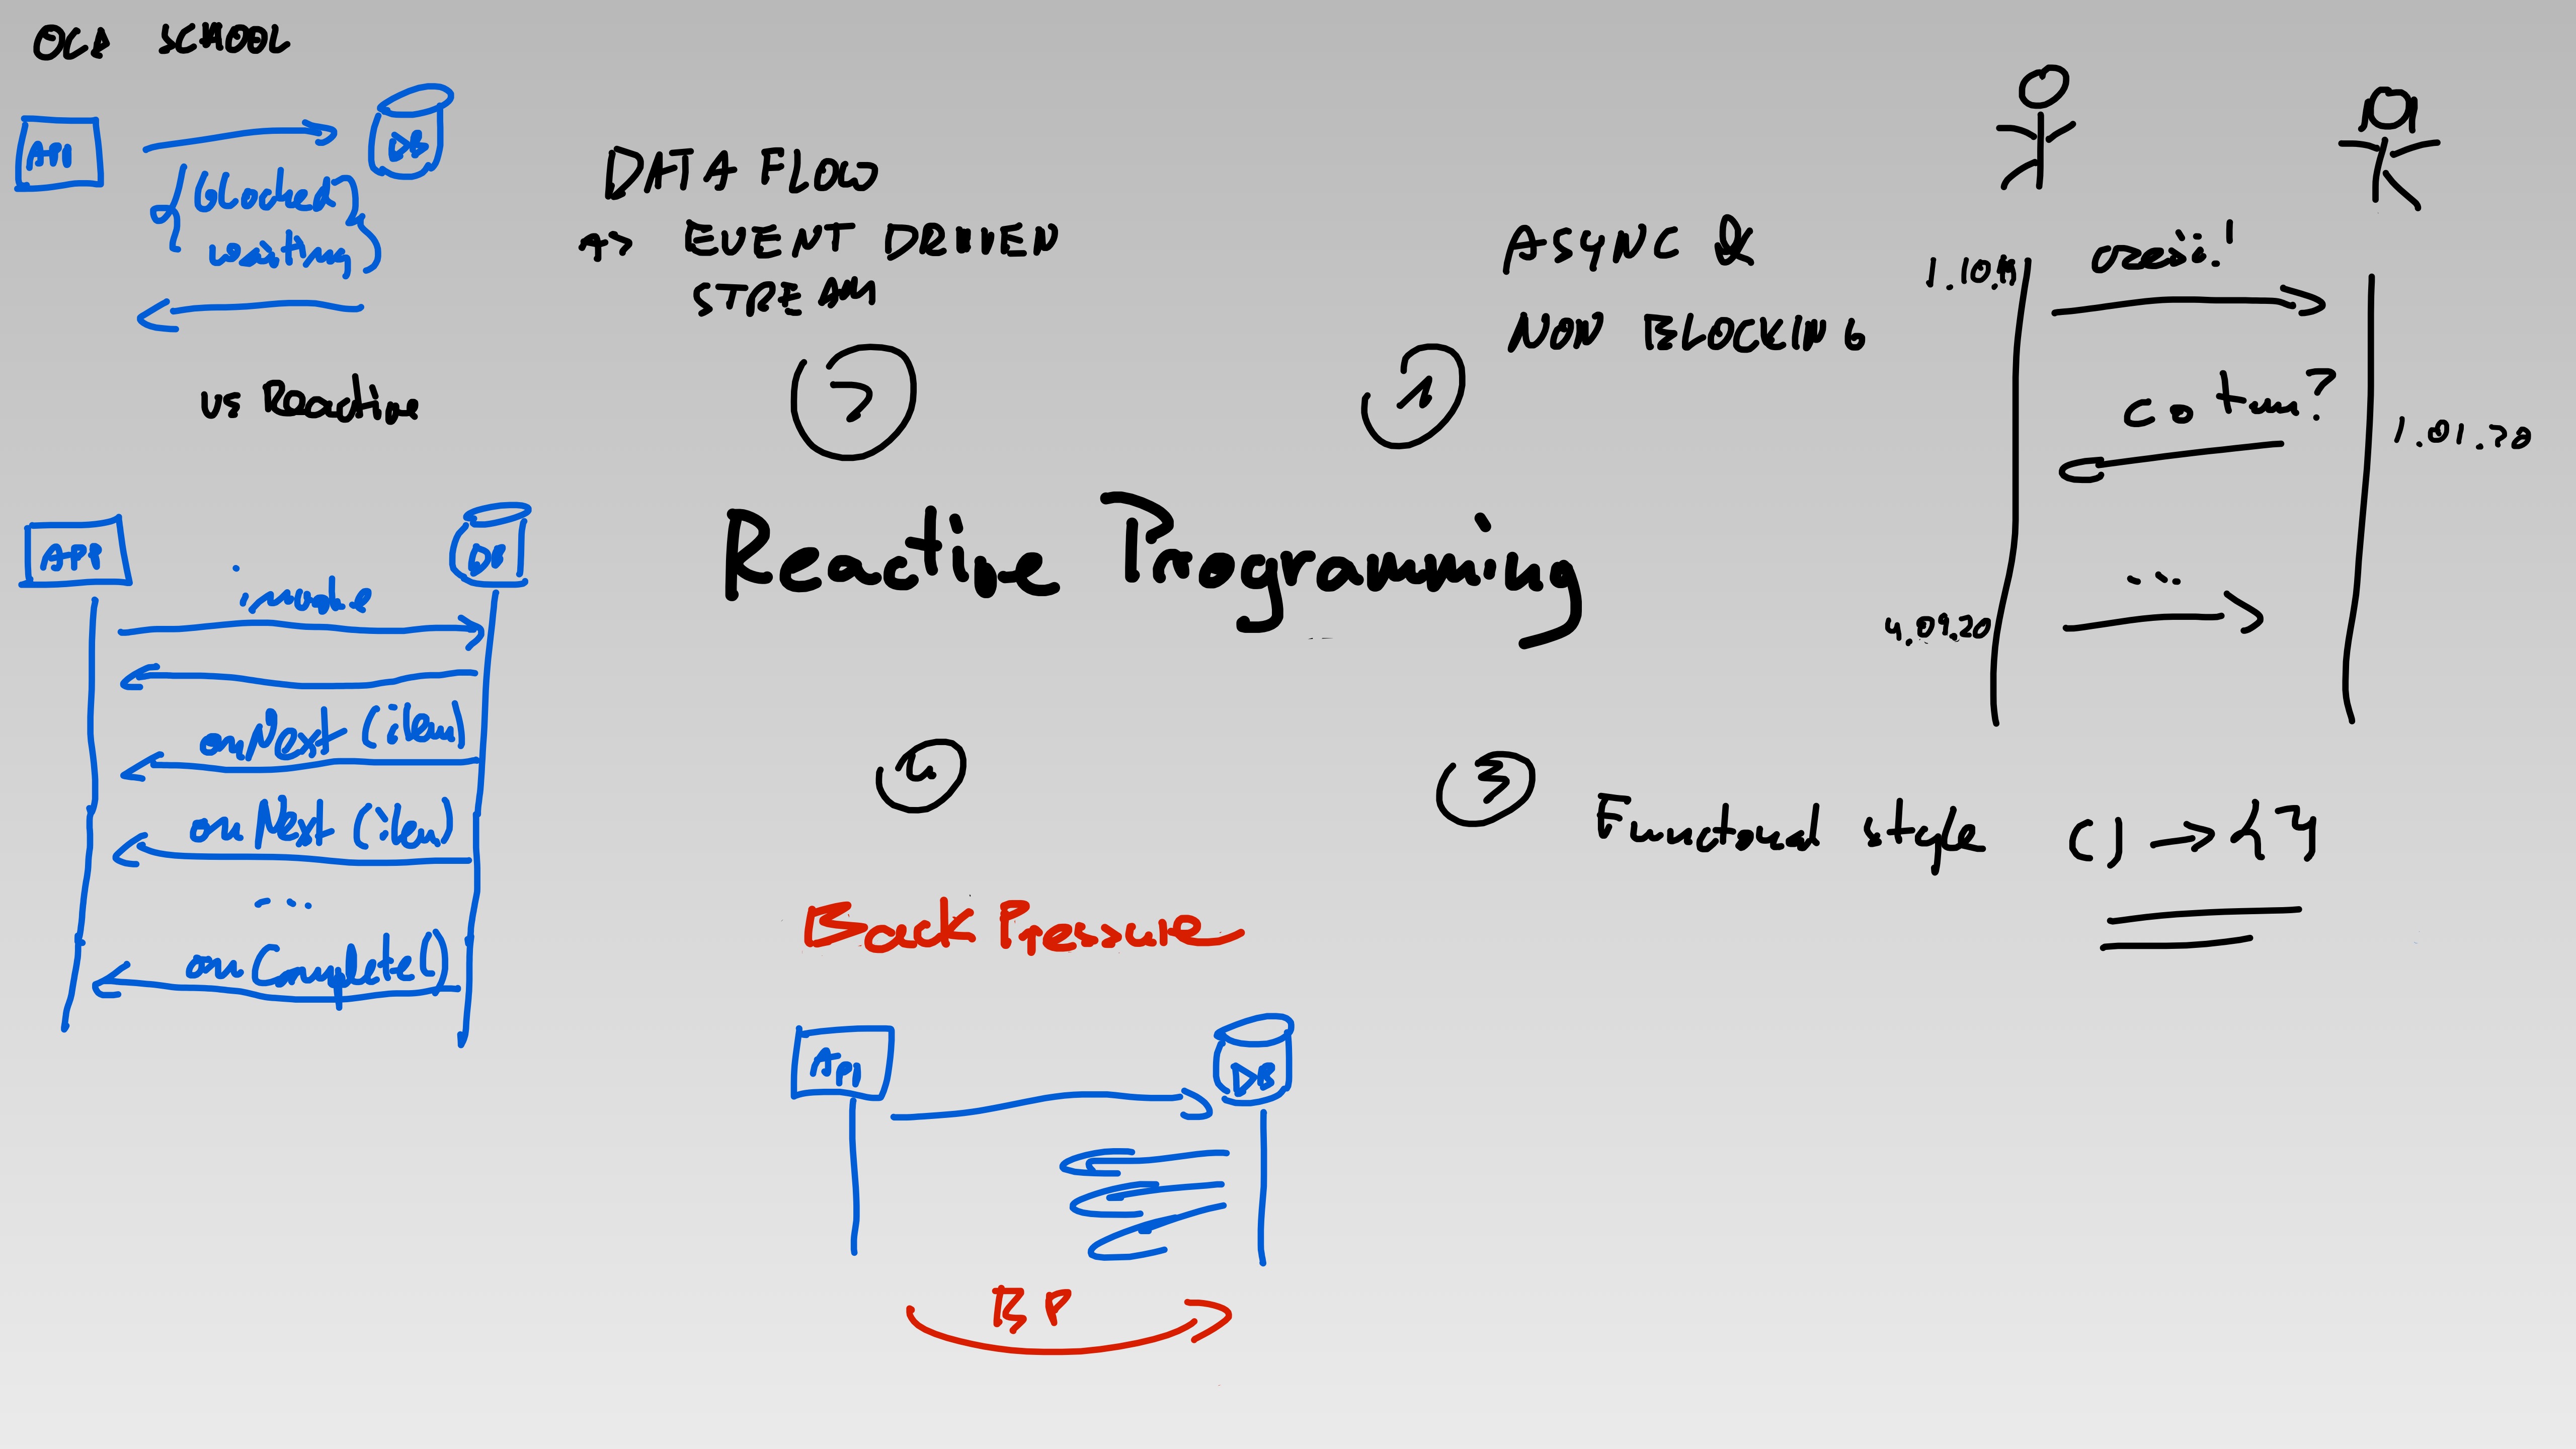 OLD SCHOOL
API
DB
{blocked}
waiting
vs Reactive
APP
DB
invoke
onNext (item)
onNext (item)
...
onComplete()
DATA FLOW
AS EVENT DRIVEN
STREAM
2
1
ASYNC &
NON BLOCKING
Reactive Programming
1.10.19
cześć!
co tam?
1.01.20
...
4.09.20
4
3
Functional style () -> {}
Back Pressure
API
DB
BP